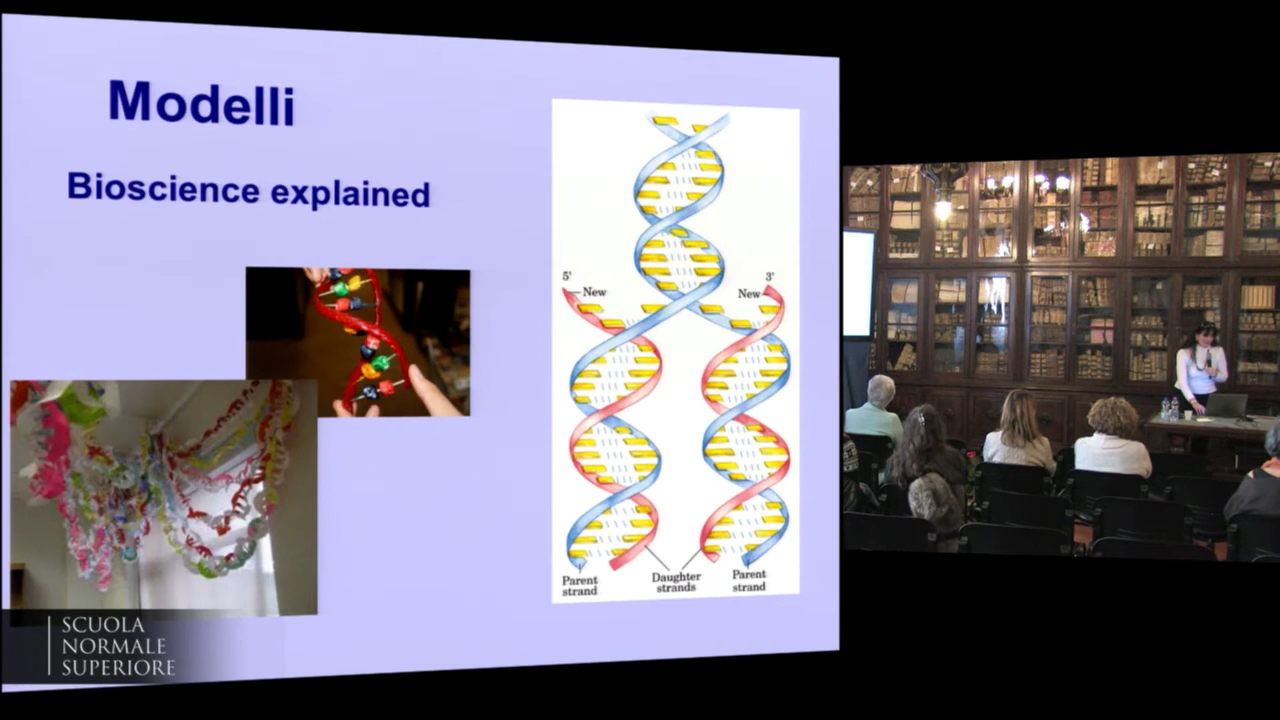 Modelli
Bioscience explained
5'
New
3'
New
Parent
strand
Daughter
strands
Parent
strand
SCUOLA
NORMALE
SUPERIORE